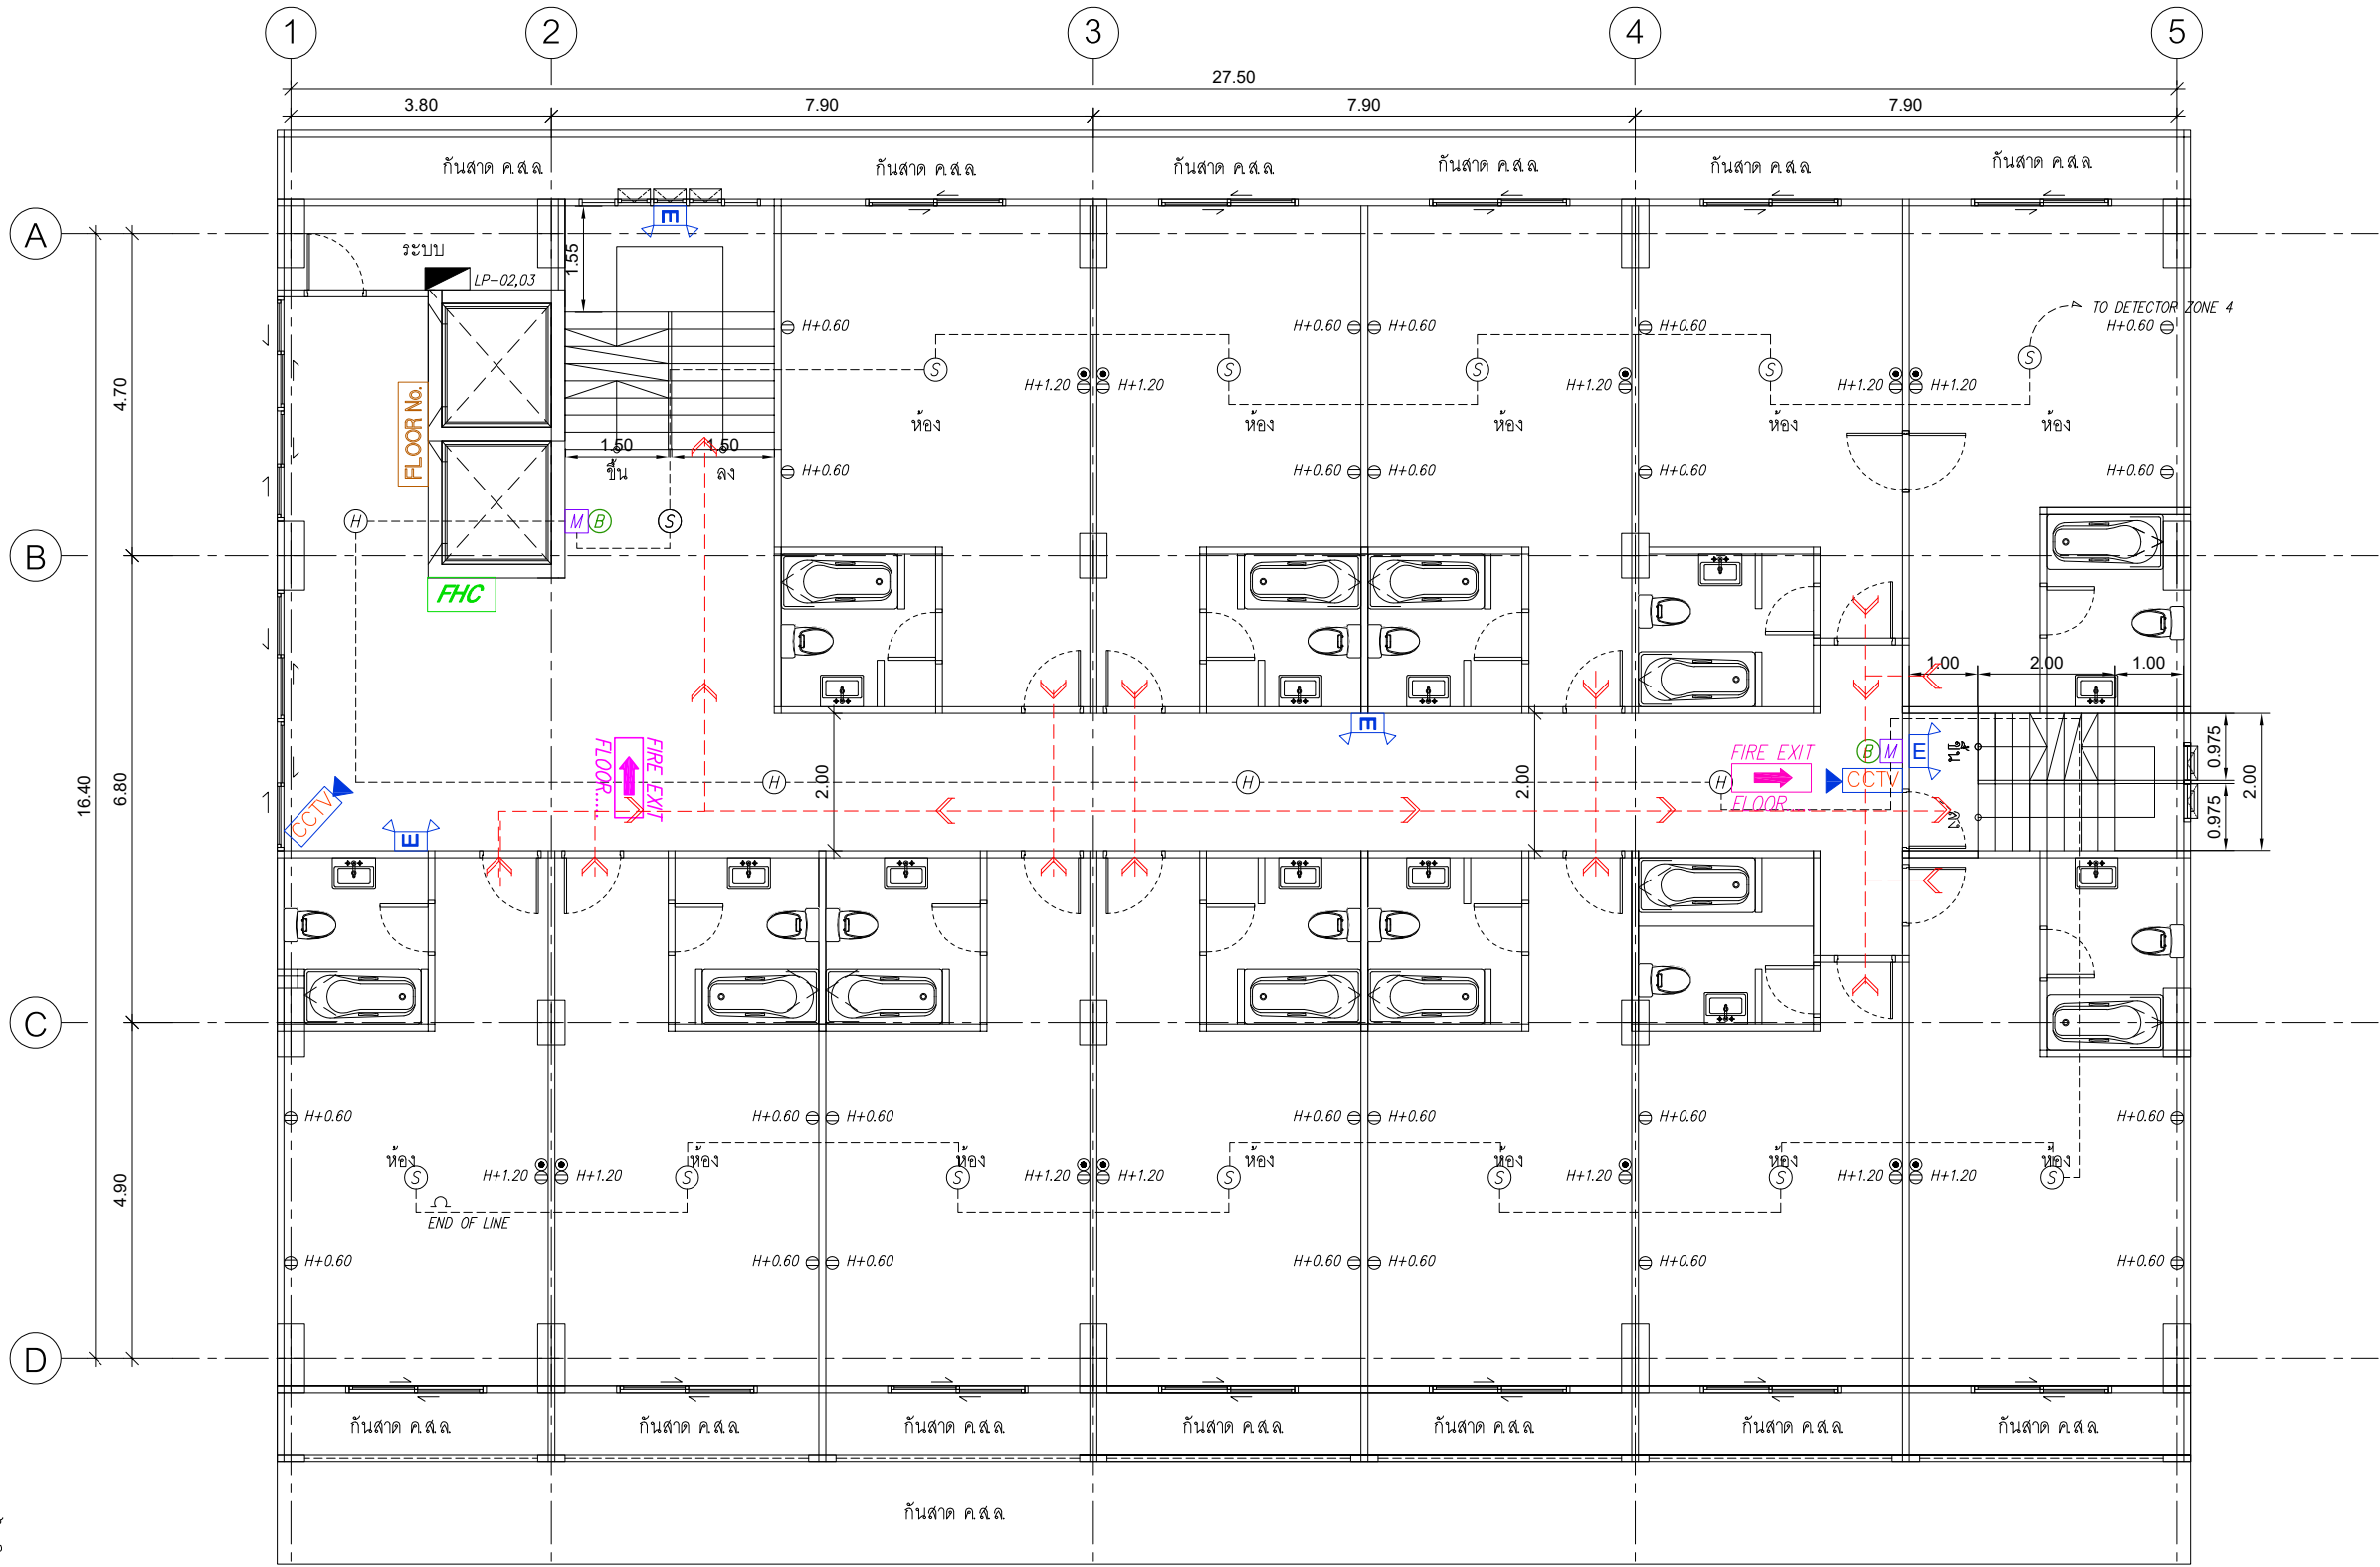 1 2 3 4 5
27.50
3.80 7.90 7.90 7.90
กันสาด ค.ส.ล. กันสาด ค.ส.ล. กันสาด ค.ส.ล. กันสาด ค.ส.ล. กันสาด ค.ส.ล. กันสาด ค.ส.ล.
A
E
ระบบ
1.55
LP-02,03
TO DETECTOR ZONE 4
H+0.60 H+0.60 H+0.60 H+0.60 H+0.60
S S S S S
H+1.20 H+1.20 H+1.20 H+1.20
4.70
FLOOR No.
ห้อง ห้อง ห้อง ห้อง ห้อง
1.50 1.50
ขึ้น ลง
H+0.60 H+0.60 H+0.60 H+0.60 H+0.60
H M B S
B
FHC
1.00 2.00 1.00
E
FIRE EXIT
FLOOR......
FIRE EXIT
FLOOR......
B M E
CCTV
H H H
2.00 2.00
0.975
0.975
2.00
16.40
6.80
CCTV
E
C
H+0.60 H+0.60 H+0.60 H+0.60 H+0.60 H+0.60 H+0.60
ห้อง ห้อง ห้อง ห้อง ห้อง ห้อง ห้อง
S S S S S S S
H+1.20 H+1.20 H+1.20 H+1.20 H+1.20 H+1.20 H+1.20
4.90
END OF LINE
H+0.60 H+0.60 H+0.60 H+0.60 H+0.60 H+0.60 H+0.60
D
กันสาด ค.ส.ล. กันสาด ค.ส.ล. กันสาด ค.ส.ล. กันสาด ค.ส.ล. กันสาด ค.ส.ล. กันสาด ค.ส.ล. กันสาด ค.ส.ล.
กันสาด ค.ส.ล.